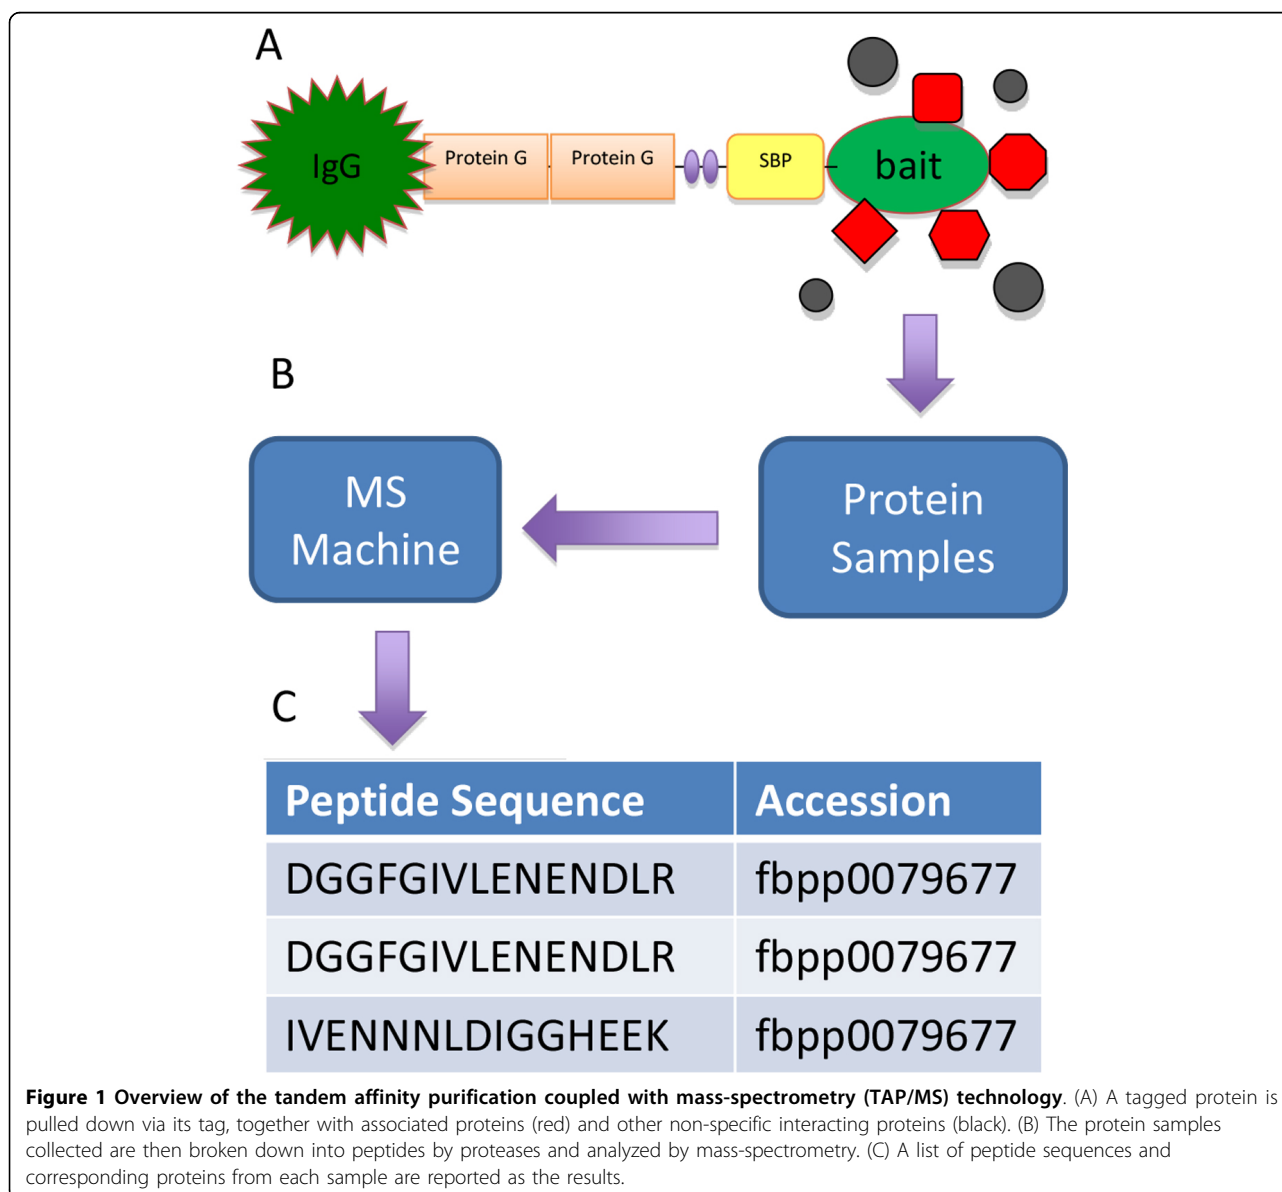 A
IgG
Protein G
Protein G
SBP
bait
B
MS
Machine
Protein
Samples
C
Peptide Sequence Accession
DGGFGIVLENENDLR fbpp0079677
DGGFGIVLENENDLR fbpp0079677
IVENNNLDIGGHEEK fbpp0079677
Figure 1 Overview of the tandem affinity purification coupled with mass-spectrometry (TAP/MS) technology. (A) A tagged protein is
pulled down via its tag, together with associated proteins (red) and other non-specific interacting proteins (black). (B) The protein samples
collected are then broken down into peptides by proteases and analyzed by mass-spectrometry. (C) A list of peptide sequences and
corresponding proteins from each sample are reported as the results.